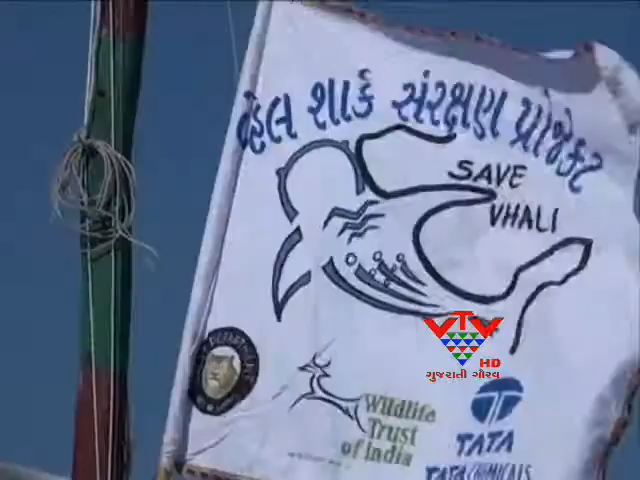 વ્હેલ શાર્ક સંરક્ષણ પ્રોજેક્ટ
SAVE
VHALI
VTV
HD
ગુજરાતી ગૌરવ
Wildlife
Trust
of India
TATA
TATA CHEMICALS